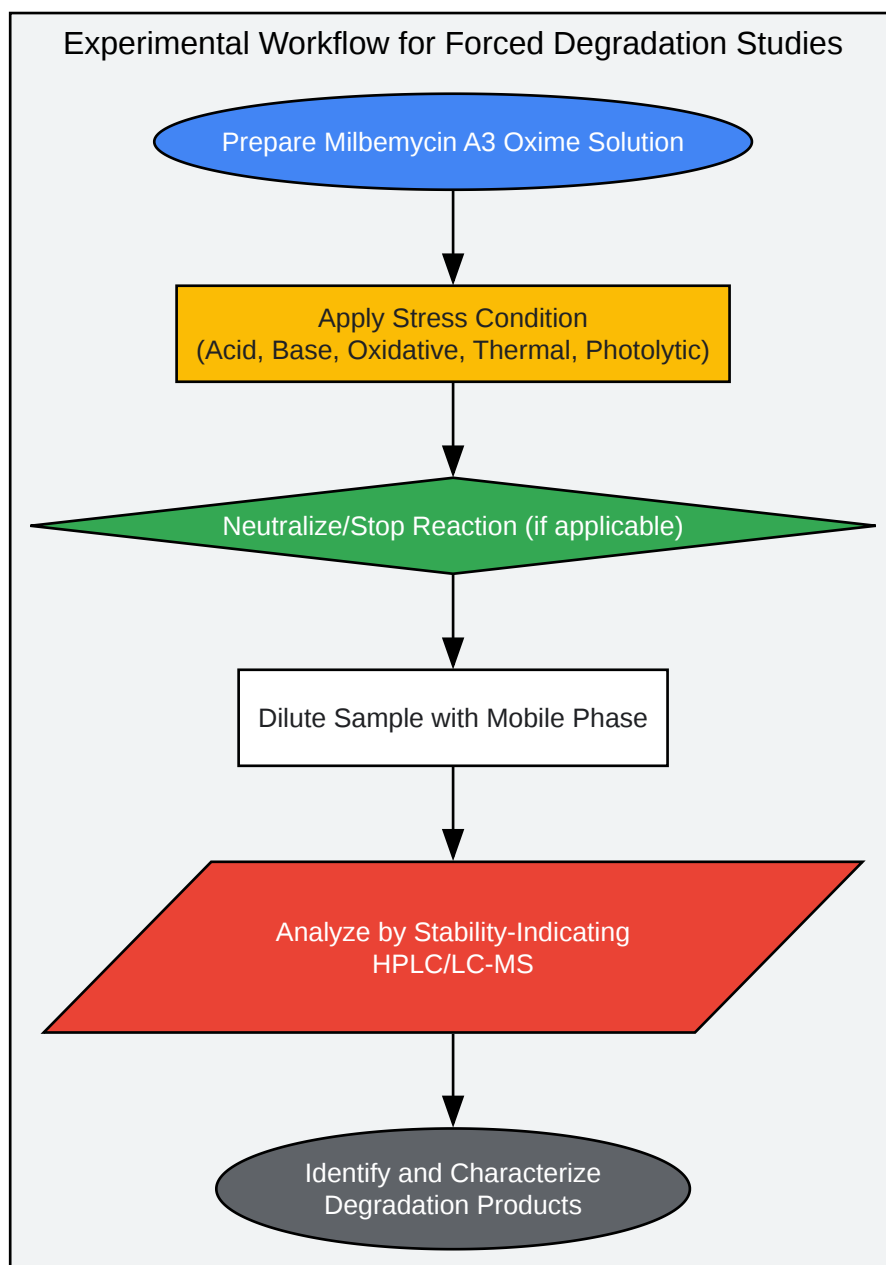 Experimental Workflow for Forced Degradation Studies
Prepare Milbemycin A3 Oxime Solution
Apply Stress Condition
(Acid, Base, Oxidative, Thermal, Photolytic)
Neutralize/Stop Reaction (if applicable)
Dilute Sample with Mobile Phase
Analyze by Stability-Indicating
HPLC/LC-MS
Identify and Characterize
Degradation Products